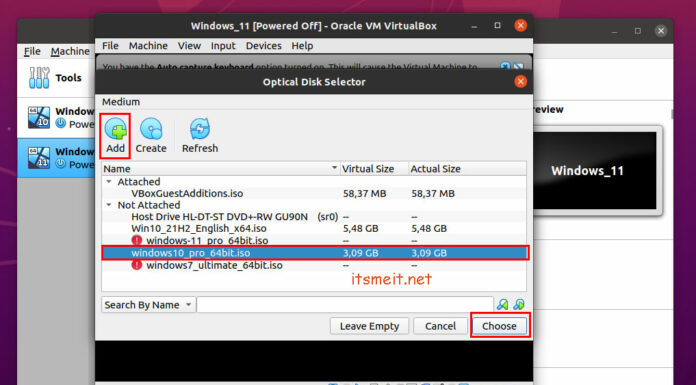 Windows_11 [Powered Off] - Oracle VM VirtualBox
File Machine View Input Devices Help
File Machine
You have the Auto capture keyboard option turned on. This will cause the Virtual Machine to
Optical Disk Selector
Medium
Tools
Add Create Refresh
64
10
Window
Powe
64
11
Window
Powe
review
Windows_11
Name Virtual Size Actual Size
Attached
VBoxGuestAdditions.iso 58,37 MB 58,37 MB
Not Attached
Host Drive HL-DT-ST DVD+-RW GU90N (sr0) -- --
Win10_21H2_English_x64.iso 5,48 GB 5,48 GB
windows-11_pro_64bit.iso -- --
windows10_pro_64bit.iso 3,09 GB 3,09 GB
windows7_ultimate_64bit.iso -- --
itsmeit.net
Search By Name
Leave Empty Cancel Choose